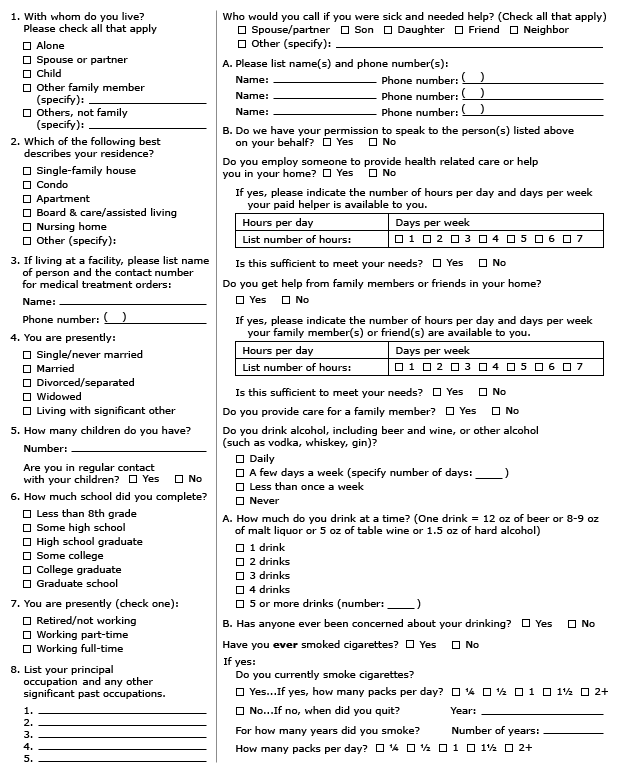 1. With whom do you live?
Please check all that apply
☐ Alone
☐ Spouse or partner
☐ Child
☐ Other family member
(specify): ____________________
☐ Others, not family
(specify): ____________________
2. Which of the following best
describes your residence?
☐ Single-family house
☐ Condo
☐ Apartment
☐ Board & care/assisted living
☐ Nursing home
☐ Other (specify):
3. If living at a facility, please list name
of person and the contact number
for medical treatment orders:
Name: ____________________
Phone number: (    )____________________
4. You are presently:
☐ Single/never married
☐ Married
☐ Divorced/separated
☐ Widowed
☐ Living with significant other
5. How many children do you have?
Number: ____________________
Are you in regular contact
with your children? ☐ Yes ☐ No
6. How much school did you complete?
☐ Less than 8th grade
☐ Some high school
☐ High school graduate
☐ Some college
☐ College graduate
☐ Graduate school
7. You are presently (check one):
☐ Retired/not working
☐ Working part-time
☐ Working full-time
8. List your principal
occupation and any other
significant past occupations.
1. ____________________
2. ____________________
3. ____________________
4. ____________________
5. ____________________
Who would you call if you were sick and needed help? (Check all that apply)
☐ Spouse/partner ☐ Son ☐ Daughter ☐ Friend ☐ Neighbor
☐ Other (specify): ____________________
A. Please list name(s) and phone number(s):
Name: ____________________ Phone number: (    )____________________
Name: ____________________ Phone number: (    )____________________
Name: ____________________ Phone number: (    )____________________
B. Do we have your permission to speak to the person(s) listed above
on your behalf? ☐ Yes ☐ No
Do you employ someone to provide health related care or help
you in your home? ☐ Yes ☐ No
If yes, please indicate the number of hours per day and days per week
your paid helper is available to you.
Hours per day Days per week
List number of hours: ☐ 1 ☐ 2 ☐ 3 ☐ 4 ☐ 5 ☐ 6 ☐ 7
Is this sufficient to meet your needs? ☐ Yes ☐ No
Do you get help from family members or friends in your home?
☐ Yes ☐ No
If yes, please indicate the number of hours per day and days per week
your family member(s) or friend(s) are available to you.
Hours per day Days per week
List number of hours: ☐ 1 ☐ 2 ☐ 3 ☐ 4 ☐ 5 ☐ 6 ☐ 7
Is this sufficient to meet your needs? ☐ Yes ☐ No
Do you provide care for a family member? ☐ Yes ☐ No
Do you drink alcohol, including beer and wine, or other alcohol
(such as vodka, whiskey, gin)?
☐ Daily
☐ A few days a week (specify number of days: _____ )
☐ Less than once a week
☐ Never
A. How much do you drink at a time? (One drink = 12 oz of beer or 8-9 oz
of malt liquor or 5 oz of table wine or 1.5 oz of hard alcohol)
☐ 1 drink
☐ 2 drinks
☐ 3 drinks
☐ 4 drinks
☐ 5 or more drinks (number: _____ )
B. Has anyone ever been concerned about your drinking? ☐ Yes ☐ No
Have you ever smoked cigarettes? ☐ Yes ☐ No
If yes:
Do you currently smoke cigarettes?
☐ Yes...If yes, how many packs per day? ☐ ¼ ☐ ½ ☐ 1 ☐ 1½ ☐ 2+
☐ No...If no, when did you quit? Year: ____________________
For how many years did you smoke? Number of years: __________
How many packs per day? ☐ ¼ ☐ ½ ☐ 1 ☐ 1½ ☐ 2+